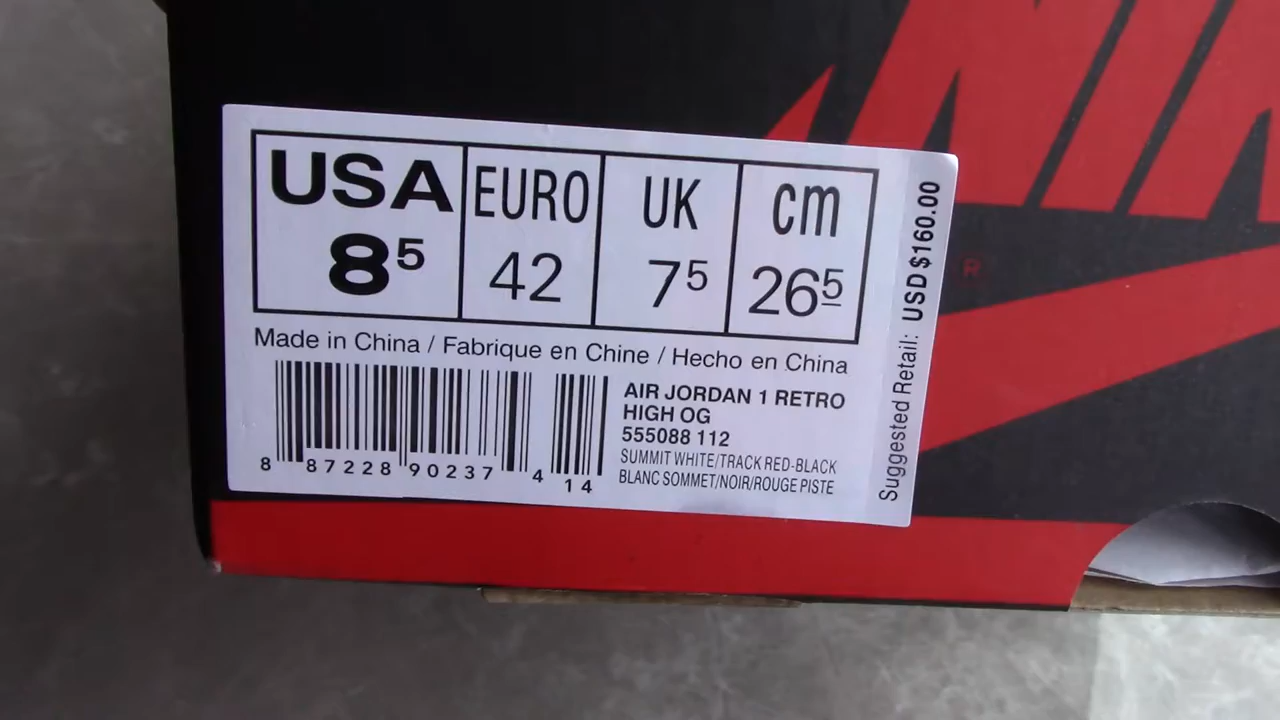 NIK
R
USA EURO UK cm
8⁵ 42 7⁵ 26⁵
Made in China / Fabrique en Chine / Hecho en China
AIR JORDAN 1 RETRO
HIGH OG
555088 112
SUMMIT WHITE/TRACK RED-BLACK
BLANC SOMMET/NOIR/ROUGE PISTE
8 87228 90237 4 14
Suggested Retail: USD $160.00